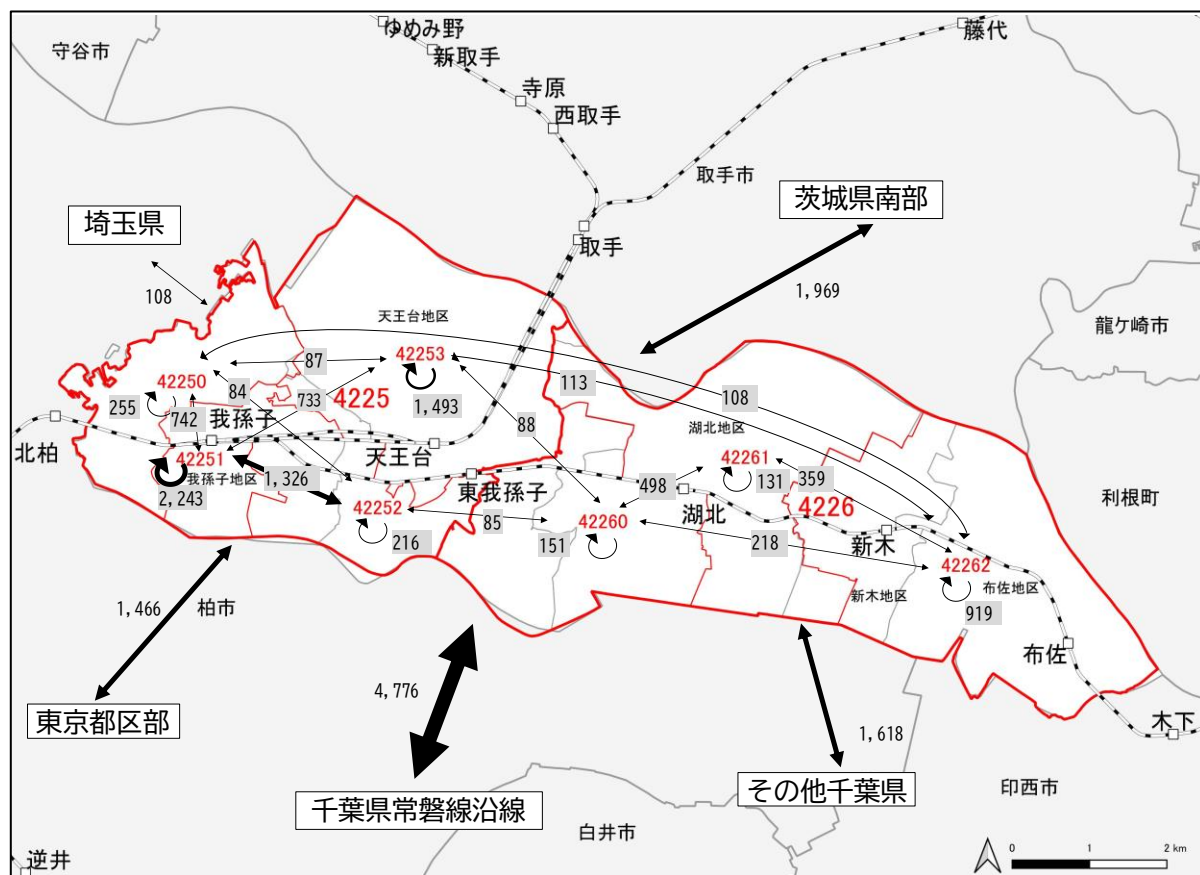 ゆめみ野
藤代
守谷市
新取手
寺原
西取手
取手市
茨城県南部
埼玉県
取手
1,969
108
天王台地区
龍ケ崎市
87
42253
113
108
42250
84
4225
255
733
1,493
742
我孫子
88
湖北地区
北柏
天王台
42251
我孫子地区
1,326
42261
2,243
東我孫子
498
131
359
利根町
42252
湖北
4226
85
42260
216
151
218
新木
42262
新木地区
布佐地区
919
1,466
柏市
布佐
4,776
東京都区部
木下
1,618
千葉県常磐線沿線
その他千葉県
印西市
白井市
逆井
0
1
2 km